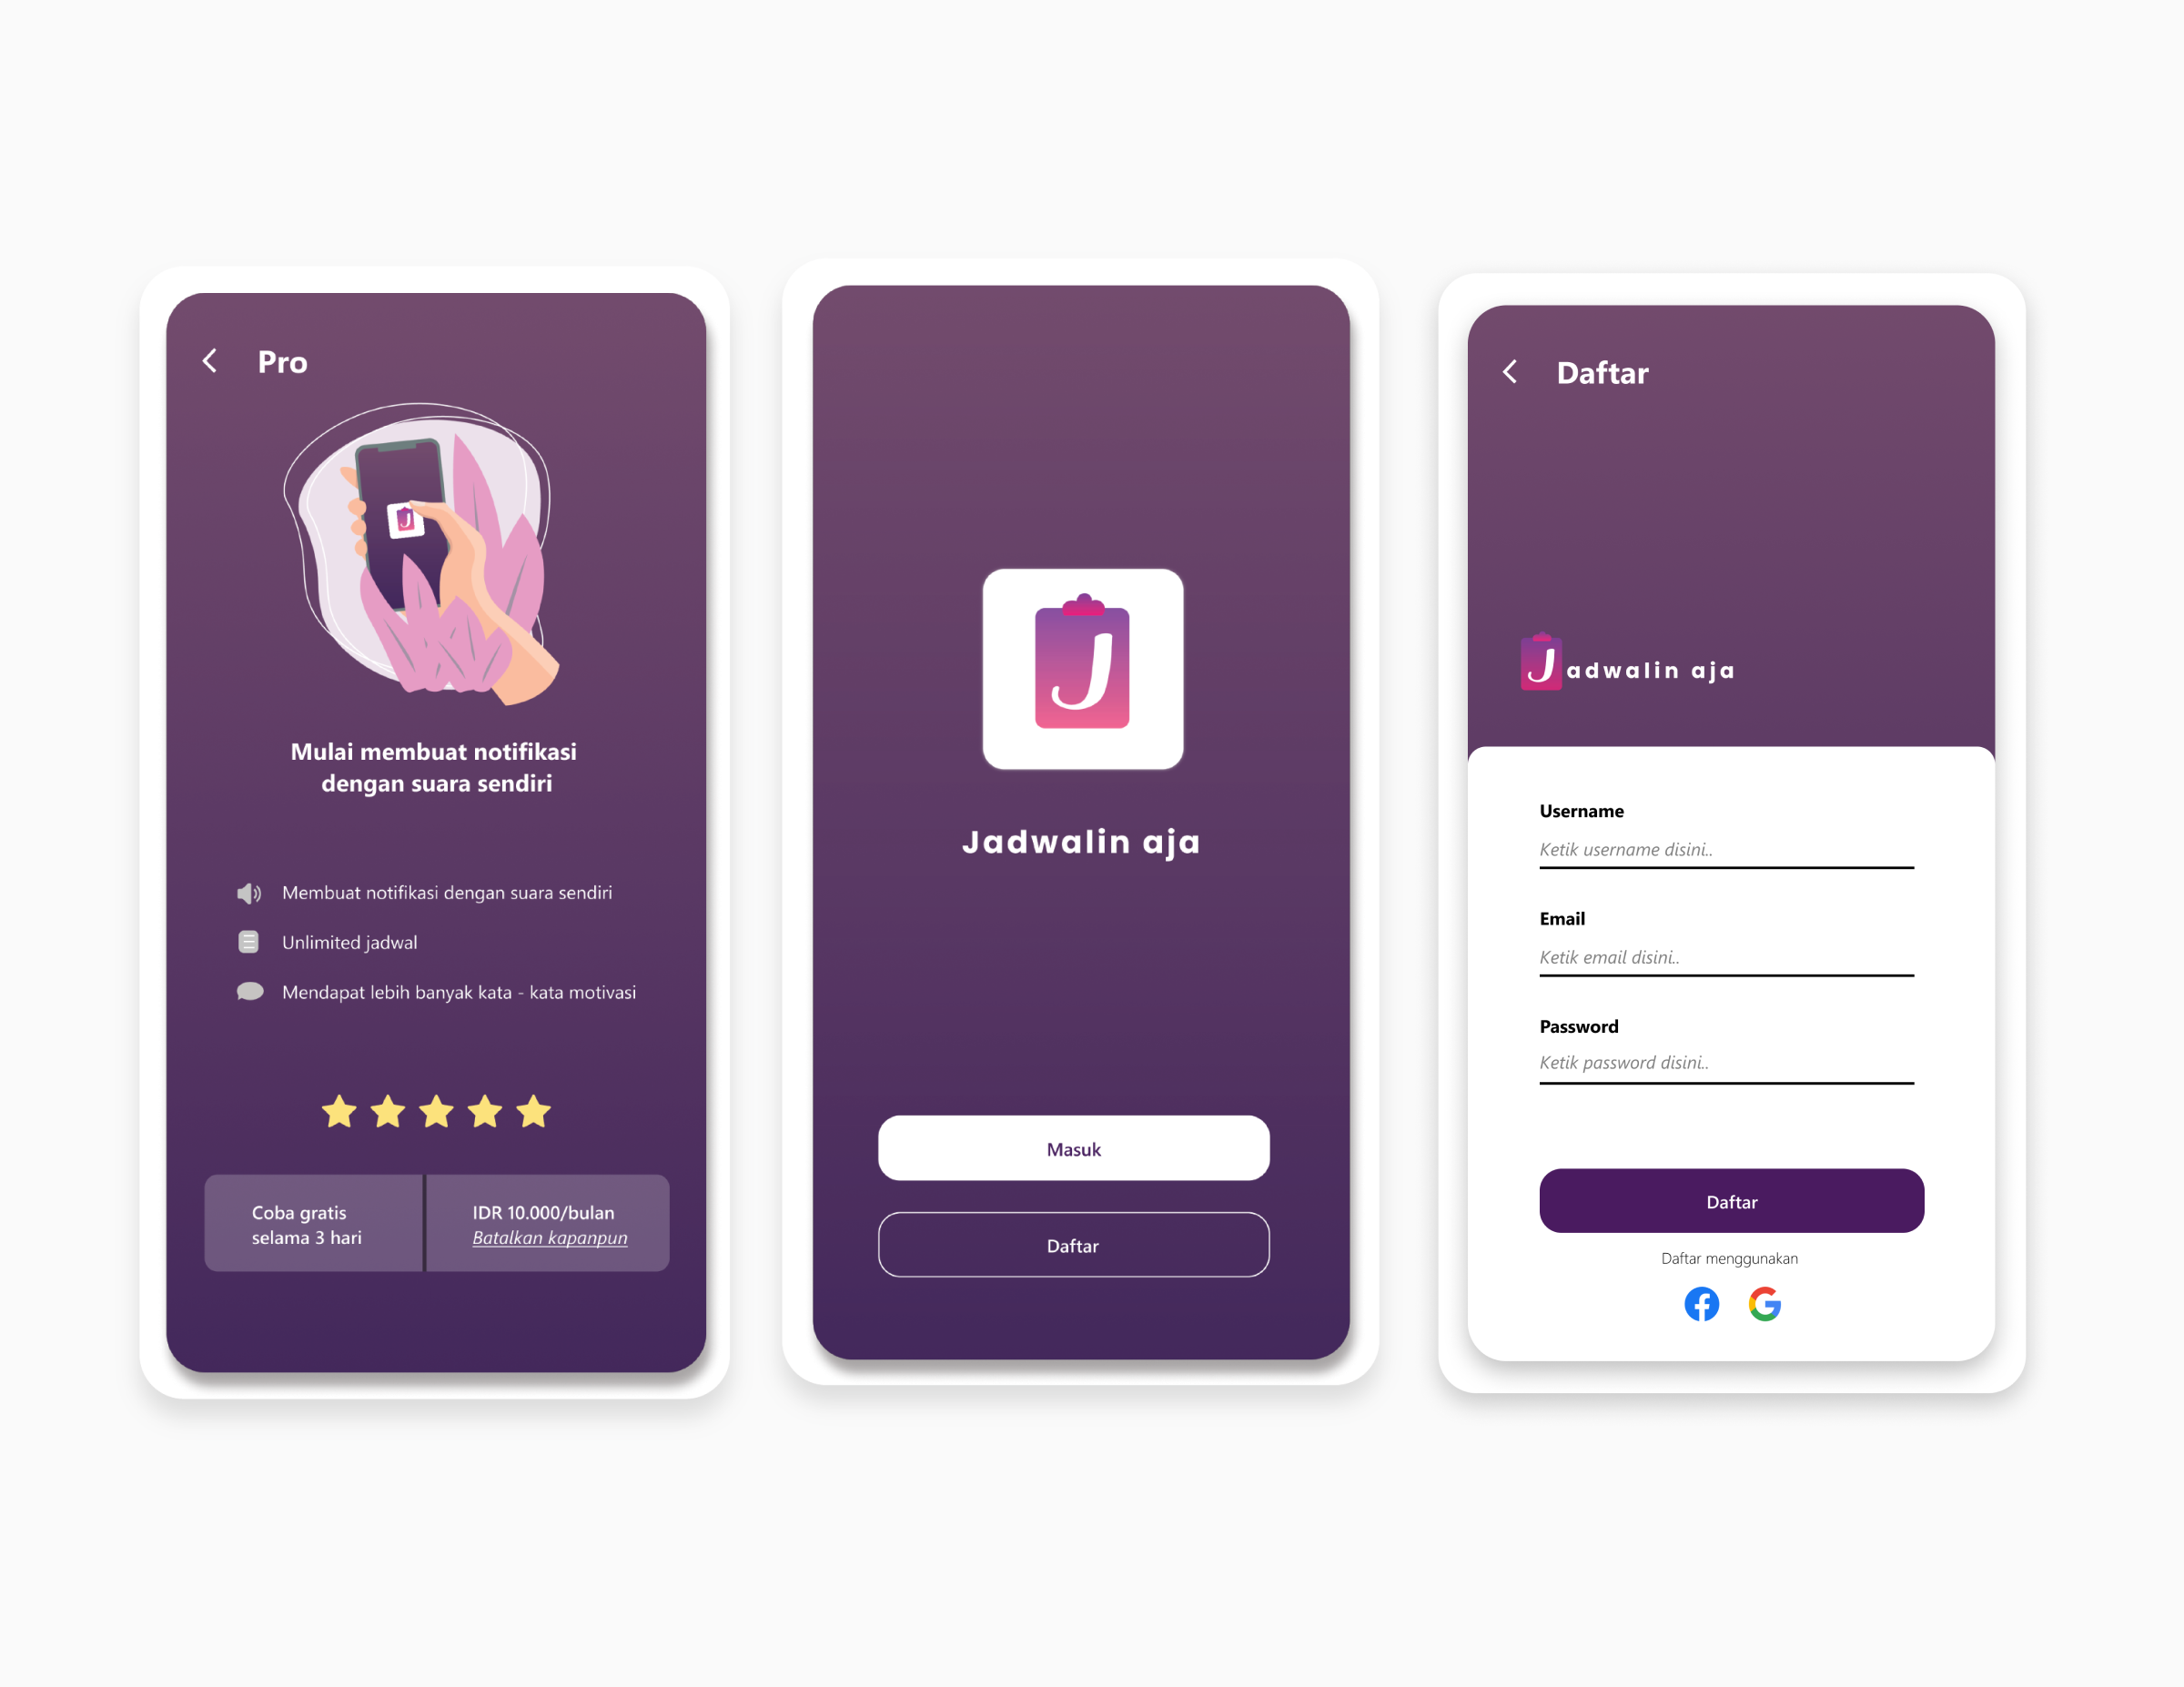 Pro
J
Mulai membuat notifikasi
dengan suara sendiri
Membuat notifikasi dengan suara sendiri
Unlimited jadwal
Mendapat lebih banyak kata - kata motivasi
Coba gratis
selama 3 hari
IDR 10.000/bulan
Batalkan kapanpun
J
Jadwalin aja
Masuk
Daftar
Daftar
Jadwalin aja
Username
Ketik username disini..
Email
Ketik email disini..
Password
Ketik password disini..
Daftar
Daftar menggunakan